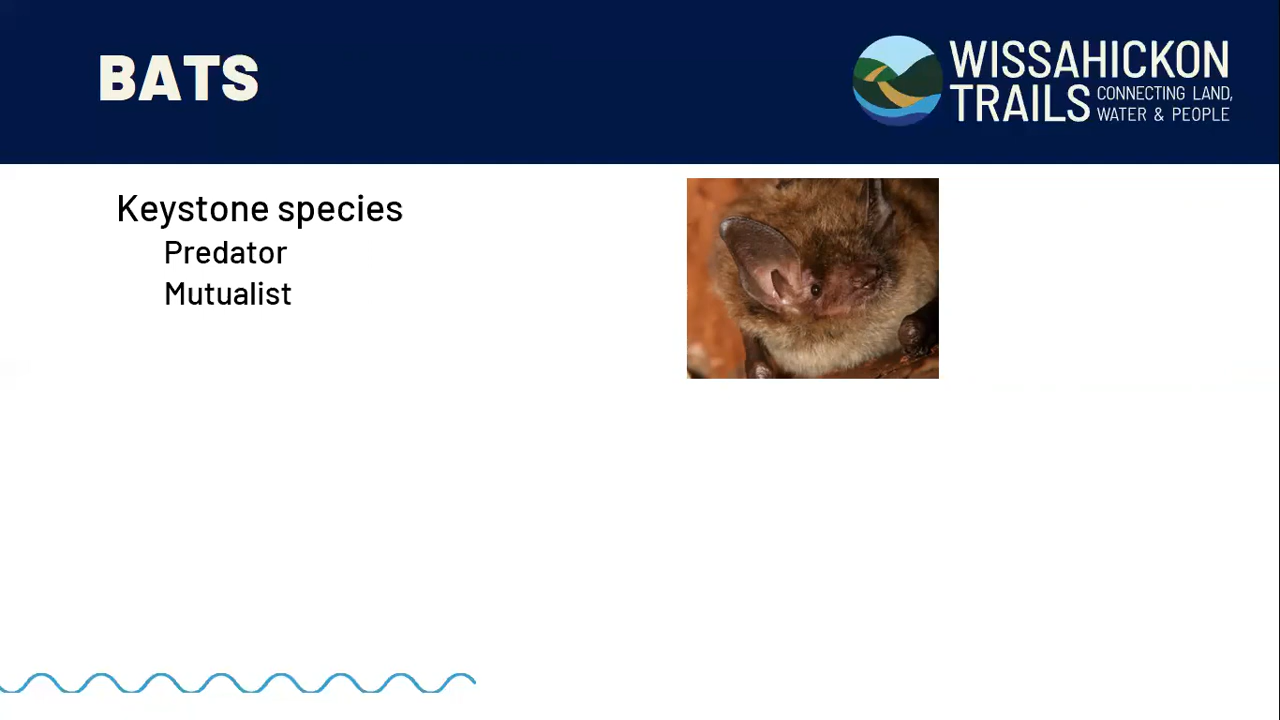 BATS
WISSAHICKON
TRAILS CONNECTING LAND,
WATER & PEOPLE
Keystone species
Predator
Mutualist